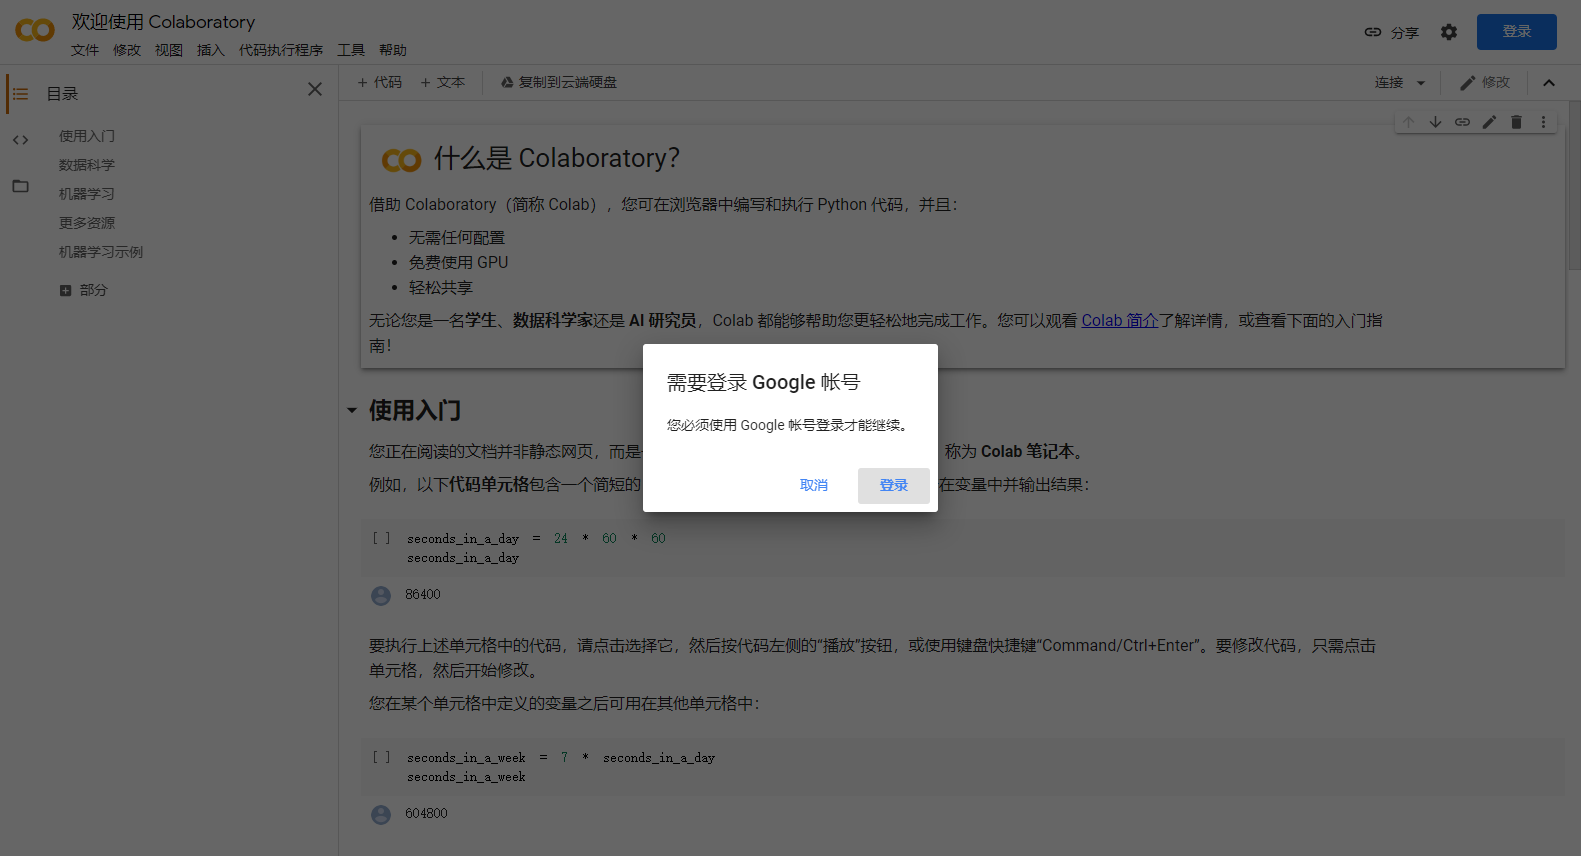 欢迎使用 Colaboratory
文件 修改 视图 插入 代码执行程序 工具 帮助
分享
登录
目录
使用入门
数据科学
机器学习
更多资源
机器学习示例
部分
+ 代码 + 文本 复制到云端硬盘
连接 修改
什么是 Colaboratory?
借助 Colaboratory（简称 Colab），您可在浏览器中编写和执行 Python 代码，并且：
• 无需任何配置
• 免费使用 GPU
• 轻松共享
无论您是一名学生、数据科学家还是 AI 研究员，Colab 都能够帮助您更轻松地完成工作。您可以观看 Colab 简介了解详情，或查看下面的入门指
南！
需要登录 Google 帐号
您必须使用 Google 帐号登录才能继续。
取消 登录
使用入门
您正在阅读的文档并非静态网页，而是 称为 Colab 笔记本。
例如，以下代码单元格包含一个简短的 在变量中并输出结果：
[ ] seconds_in_a_day = 24 * 60 * 60
seconds_in_a_day
86400
要执行上述单元格中的代码，请点击选择它，然后按代码左侧的“播放”按钮，或使用键盘快捷键“Command/Ctrl+Enter”。要修改代码，只需点击
单元格，然后开始修改。
您在某个单元格中定义的变量之后可用在其他单元格中：
[ ] seconds_in_a_week = 7 * seconds_in_a_day
seconds_in_a_week
604800